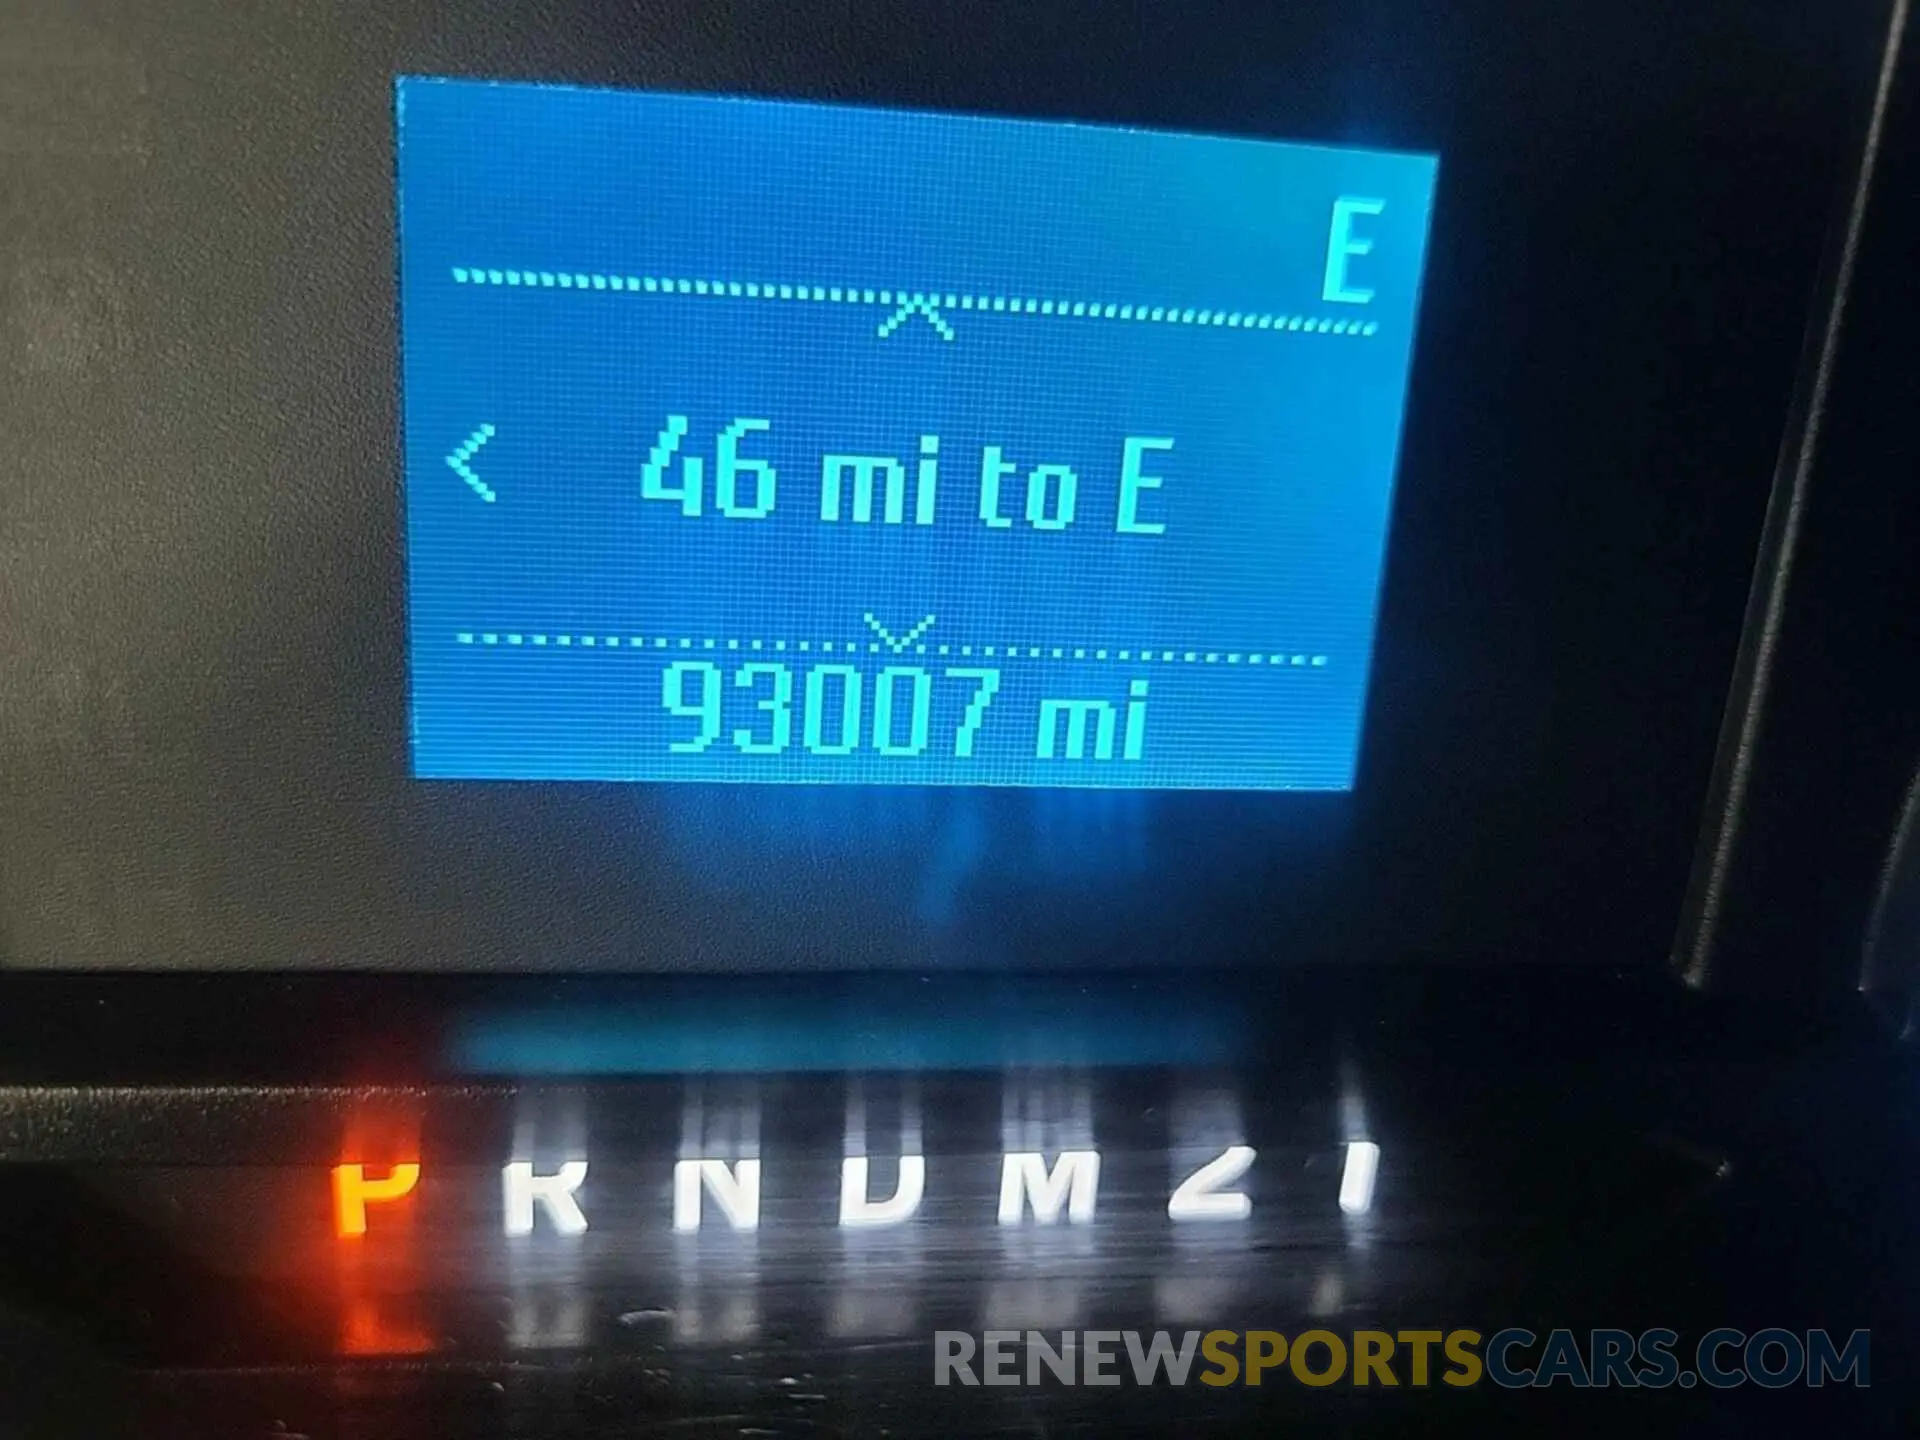 E
46 mi to E
93007 mi
P R N D M 2 1
RENEWSPORTSCARS.COM